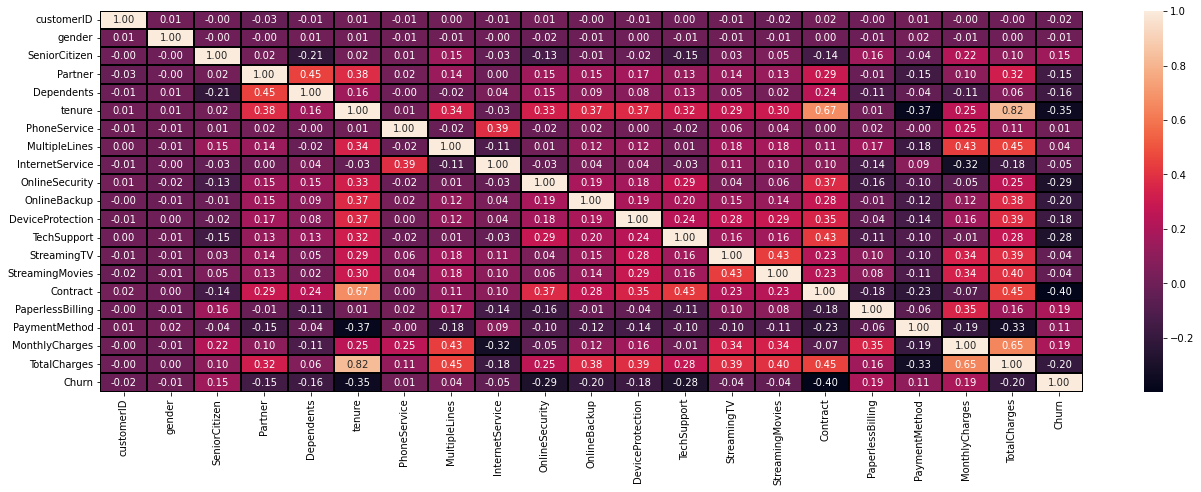 customerID 1.00 0.01 -0.00 -0.03 -0.01 0.01 -0.01 0.00 -0.01 0.01 -0.00 -0.01 0.00 -0.01 -0.02 0.02 -0.00 0.01 -0.00 -0.00 -0.02
gender 0.01 1.00 -0.00 -0.00 0.01 0.01 -0.01 -0.01 -0.00 -0.02 -0.01 0.00 -0.01 -0.01 -0.01 0.00 -0.01 0.02 -0.01 0.00 -0.01
SeniorCitizen -0.00 -0.00 1.00 0.02 -0.21 0.02 0.01 0.15 -0.03 -0.13 -0.01 -0.02 -0.15 0.03 0.05 -0.14 0.16 -0.04 0.22 0.10 0.15
Partner -0.03 -0.00 0.02 1.00 0.45 0.38 0.02 0.14 0.00 0.15 0.15 0.17 0.13 0.14 0.13 0.29 -0.01 -0.15 0.10 0.32 -0.15
Dependents -0.01 0.01 -0.21 0.45 1.00 0.16 -0.00 -0.02 0.04 0.15 0.09 0.08 0.13 0.05 0.02 0.24 -0.11 -0.04 -0.11 0.06 -0.16
tenure 0.01 0.01 0.02 0.38 0.16 1.00 0.01 0.34 -0.03 0.33 0.37 0.37 0.32 0.29 0.30 0.67 0.01 -0.37 0.25 0.82 -0.35
PhoneService -0.01 -0.01 0.01 0.02 -0.00 0.01 1.00 -0.02 0.39 -0.02 0.02 0.00 -0.02 0.06 0.04 0.00 0.02 -0.00 0.25 0.11 0.01
MultipleLines 0.00 -0.01 0.15 0.14 -0.02 0.34 -0.02 1.00 -0.11 0.01 0.12 0.12 0.01 0.18 0.18 0.11 0.17 -0.18 0.43 0.45 0.04
InternetService -0.01 -0.00 -0.03 0.00 0.04 -0.03 0.39 -0.11 1.00 -0.03 0.04 0.04 -0.03 0.11 0.10 0.10 -0.14 0.09 -0.32 -0.18 -0.05
OnlineSecurity 0.01 -0.02 -0.13 0.15 0.15 0.33 -0.02 0.01 -0.03 1.00 0.19 0.18 0.29 0.04 0.06 0.37 -0.16 -0.10 -0.05 0.25 -0.29
OnlineBackup -0.00 -0.01 -0.01 0.15 0.09 0.37 0.02 0.12 0.04 0.19 1.00 0.19 0.20 0.15 0.14 0.28 -0.01 -0.12 0.12 0.38 -0.20
DeviceProtection -0.01 0.00 -0.02 0.17 0.08 0.37 0.00 0.12 0.04 0.18 0.19 1.00 0.24 0.28 0.29 0.35 -0.04 -0.14 0.16 0.39 -0.18
TechSupport 0.00 -0.01 -0.15 0.13 0.13 0.32 -0.02 0.01 -0.03 0.29 0.20 0.24 1.00 0.16 0.16 0.43 -0.11 -0.10 -0.01 0.28 -0.28
StreamingTV -0.01 -0.01 0.03 0.14 0.05 0.29 0.06 0.18 0.11 0.04 0.15 0.28 0.16 1.00 0.43 0.23 0.10 -0.10 0.34 0.39 -0.04
StreamingMovies -0.02 -0.01 0.05 0.13 0.02 0.30 0.04 0.18 0.10 0.06 0.14 0.29 0.16 0.43 1.00 0.23 0.08 -0.11 0.34 0.40 -0.04
Contract 0.02 0.00 -0.14 0.29 0.24 0.67 0.00 0.11 0.10 0.37 0.28 0.35 0.43 0.23 0.23 1.00 -0.18 -0.23 -0.07 0.45 -0.40
PaperlessBilling -0.00 -0.01 0.16 -0.01 -0.11 0.01 0.02 0.17 -0.14 -0.16 -0.01 -0.04 -0.11 0.10 0.08 -0.18 1.00 -0.06 0.35 0.16 0.19
PaymentMethod 0.01 0.02 -0.04 -0.15 -0.04 -0.37 -0.00 -0.18 0.09 -0.10 -0.12 -0.14 -0.10 -0.10 -0.11 -0.23 -0.06 1.00 -0.19 -0.33 0.11
MonthlyCharges -0.00 -0.01 0.22 0.10 -0.11 0.25 0.25 0.43 -0.32 -0.05 0.12 0.16 -0.01 0.34 0.34 -0.07 0.35 -0.19 1.00 0.65 0.19
TotalCharges -0.00 0.00 0.10 0.32 0.06 0.82 0.11 0.45 -0.18 0.25 0.38 0.39 0.28 0.39 0.40 0.45 0.16 -0.33 0.65 1.00 -0.20
Churn -0.02 -0.01 0.15 -0.15 -0.16 -0.35 0.01 0.04 -0.05 -0.29 -0.20 -0.18 -0.28 -0.04 -0.04 -0.40 0.19 0.11 0.19 -0.20 1.00
customerID
gender
SeniorCitizen
Partner
Dependents
tenure
PhoneService
MultipleLines
InternetService
OnlineSecurity
OnlineBackup
DeviceProtection
TechSupport
StreamingTV
StreamingMovies
Contract
PaperlessBilling
PaymentMethod
MonthlyCharges
TotalCharges
Churn
1.0
0.8
0.6
0.4
0.2
0.0
−0.2